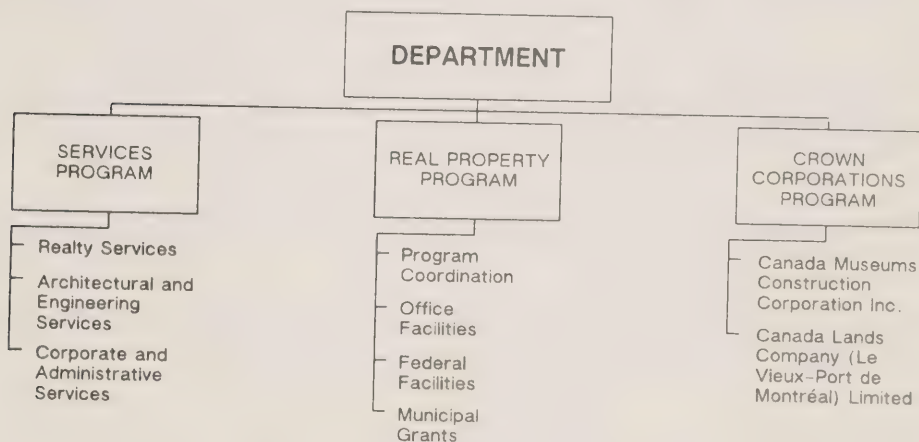 DEPARTMENT
SERVICES
PROGRAM
Realty Services
Architectural and
Engineering
Services
Corporate and
Administrative
Services
REAL PROPERTY
PROGRAM
Program
Coordination
Office
Facilities
Federal
Facilities
Municipal
Grants
CROWN
CORPORATIONS
PROGRAM
Canada Museums
Construction
Corporation Inc.
Canada Lands
Company (Le
Vieux-Port de
Montréal) Limited